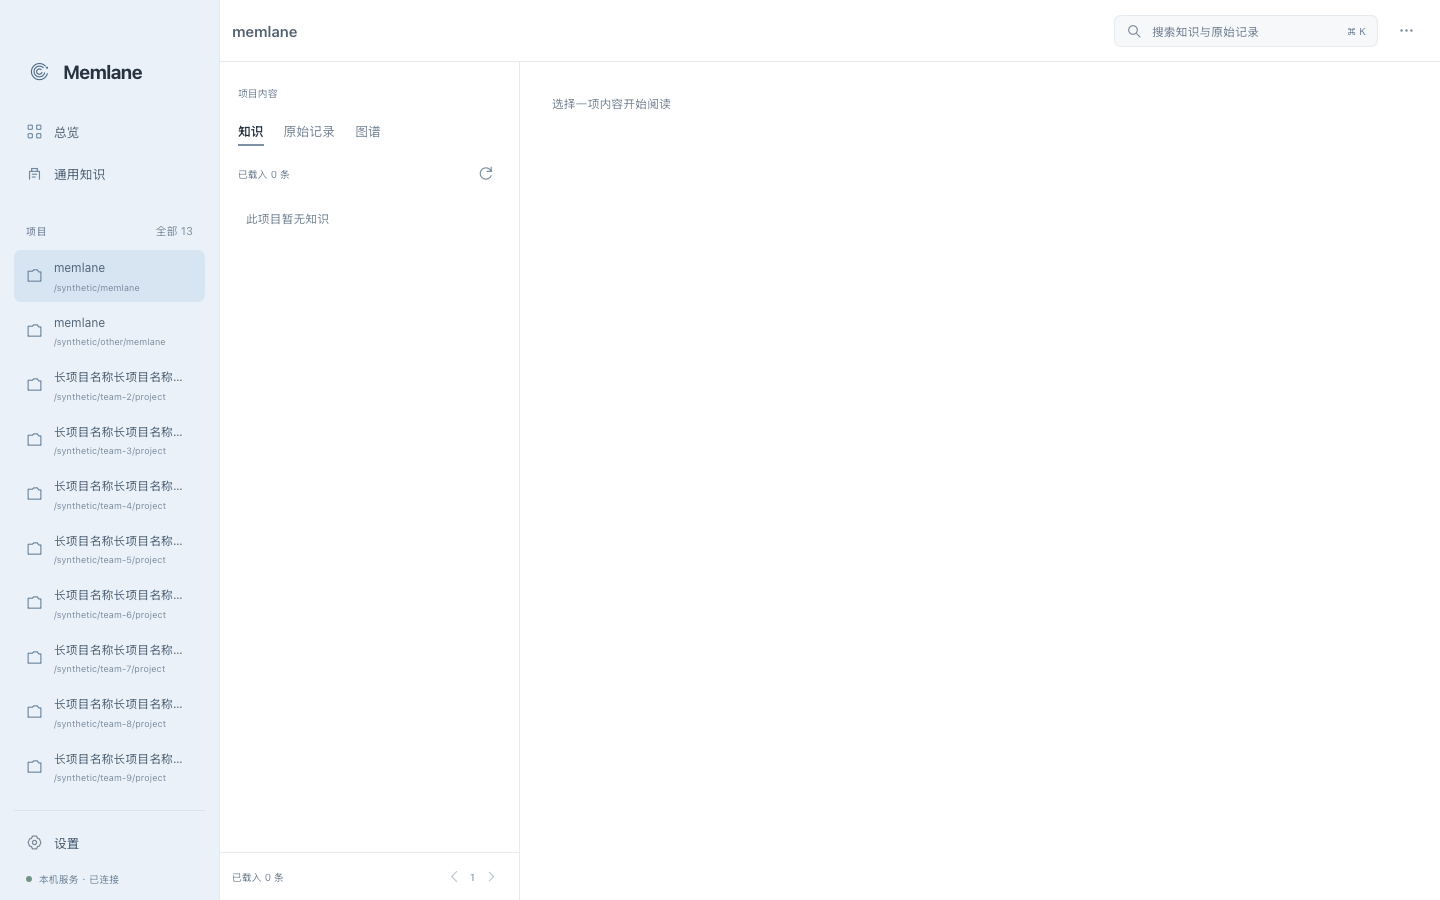 Memlane
总览
通用知识
项目
全部 13
memlane
/synthetic/memlane
memlane
/synthetic/other/memlane
长项目名称长项目名称...
/synthetic/team-2/project
长项目名称长项目名称...
/synthetic/team-3/project
长项目名称长项目名称...
/synthetic/team-4/project
长项目名称长项目名称...
/synthetic/team-5/project
长项目名称长项目名称...
/synthetic/team-6/project
长项目名称长项目名称...
/synthetic/team-7/project
长项目名称长项目名称...
/synthetic/team-8/project
长项目名称长项目名称...
/synthetic/team-9/project
设置
本机服务 · 已连接
memlane
搜索知识与原始记录
⌘ K
项目内容
知识
原始记录
图谱
已载入 0 条
此项目暂无知识
已载入 0 条
1
选择一项内容开始阅读